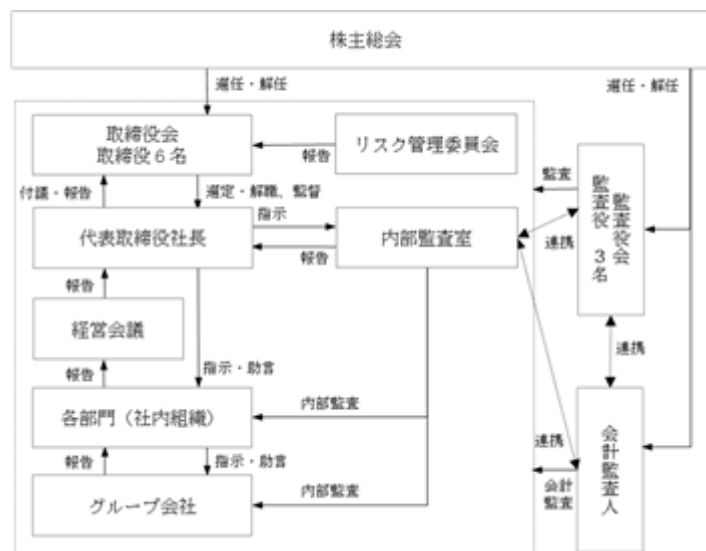 株主総会
選任・解任
選任・解任
取締役会
取締役6名
報告
リスク管理委員会
監査
監査役会
監査役 3名
付議・報告
選定・解職、監督
指示
代表取締役社長
内部監査室
報告
連携
報告
経営会議
連携
報告
指示・助言
各部門（社内組織）
内部監査
連携
会計監査人
報告
指示・助言
会計
監査
グループ会社
内部監査